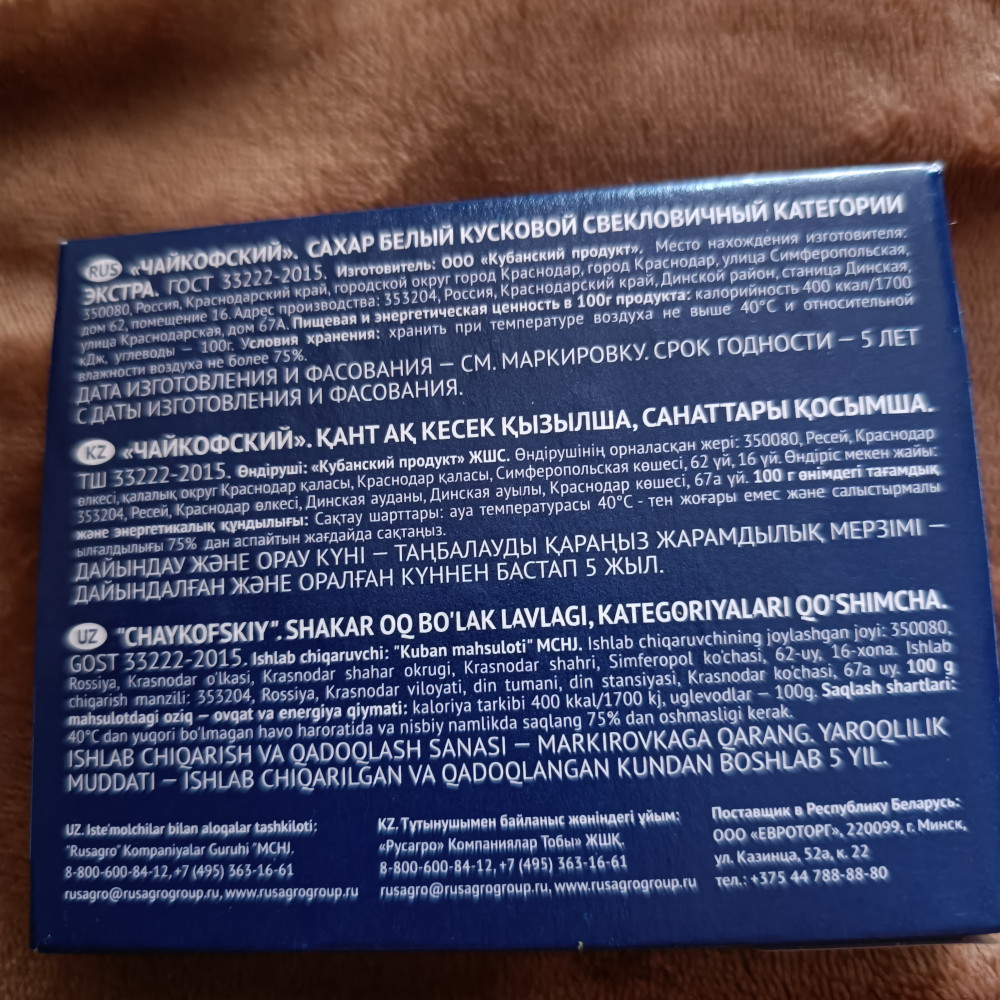 RUS «ЧАЙКОФСКИЙ». САХАР БЕЛЫЙ КУСКОВОЙ СВЕКЛОВИЧНЫЙ КАТЕГОРИИ
ЭКСТРА. ГОСТ 33222-2015. Изготовитель: ООО «Кубанский продукт». Место нахождения изготовителя:
350080, Россия, Краснодарский край, городской округ город Краснодар, город Краснодар, улица Симферопольская,
дом 62, помещение 16. Адрес производства: 353204, Россия, Краснодарский край, Динской район, станица Динская,
улица Краснодарская, дом 67А. Пищевая и энергетическая ценность в 100г продукта: калорийность 400 ккал/1700
кДж, углеводы — 100г. Условия хранения: хранить при температуре воздуха не выше 40°С и относительной
влажности воздуха не более 75%.
ДАТА ИЗГОТОВЛЕНИЯ И ФАСОВАНИЯ — СМ. МАРКИРОВКУ. СРОК ГОДНОСТИ — 5 ЛЕТ
С ДАТЫ ИЗГОТОВЛЕНИЯ И ФАСОВАНИЯ.
KZ «ЧАЙКОФСКИЙ». ҚАНТ АҚ КЕСЕК ҚЫЗЫЛША, САНАТТАРЫ ҚОСЫМША.
ТШ 33222-2015. Өндіруші: «Кубанский продукт» ЖШС. Өндірушінің орналасқан жері: 350080, Ресей, Краснодар
өлкесі, қалалық округ Краснодар қаласы, Краснодар қаласы, Симферопольская көшесі, 62 үй, 16 үй. Өндіріс мекен жайы:
353204, Ресей, Краснодар өлкесі, Динская ауданы, Динская ауылы, Краснодар көшесі, 67а үй. 100 г өнімдегі тағамдық
және энергетикалық құндылығы: Сақтау шарттары: ауа температурасы 40°С - тен жоғары емес және салыстырмалы
ылғалдылығы 75% дан аспайтын жағдайда сақтаңыз.
ДАЙЫНДАУ ЖӘНЕ ОРАУ КҮНІ — ТАҢБАЛАУДЫ ҚАРАҢЫЗ ЖАРАМДЫЛЫҚ МЕРЗІМІ —
ДАЙЫНДАЛҒАН ЖӘНЕ ОРАЛҒАН КҮННЕН БАСТАП 5 ЖЫЛ.
UZ "CHAYKOFSKIY". SHAKAR OQ BO'LAK LAVLAGI, KATEGORIYALARI QO'SHIMCHA.
GOST 33222-2015. Ishlab chiqaruvchi: "Kuban mahsuloti" MCHJ. Ishlab chiqaruvchining joylashgan joyi: 350080,
Rossiya, Krasnodar o'lkasi, Krasnodar shahar okrugi, Krasnodar shahri, Simferopol ko'chasi, 62-uy, 16-xona. Ishlab
chiqarish manzili: 353204, Rossiya, Krasnodar viloyati, din tumani, din stansiyasi, Krasnodar ko'chasi, 67a uy. 100 g
mahsulotdagi oziq — ovqat va energiya qiymati: kaloriya tarkibi 400 kkal/1700 kj, uglevodlar — 100g. Saqlash shartlari:
40°C dan yuqori bo'lmagan havo haroratida va nisbiy namlikda saqlang 75% dan oshmasligi kerak.
ISHLAB CHIQARISH VA QADOQLASH SANASI — MARKIROVKAGA QARANG. YAROQLILIK
MUDDATI — ISHLAB CHIQARILGAN VA QADOQLANGAN KUNDAN BOSHLAB 5 YIL.
UZ. Iste'molchilar bilan aloqalar tashkiloti:
"Rusagro" Kompaniyalar Guruhi "MCHJ.
8-800-600-84-12, +7 (495) 363-16-61
rusagro@rusagrogroup.ru, www.rusagrogroup.ru
KZ. Тұтынушымен байланыс жөніндегі ұйым:
«Русагро» Компаниялар Тобы» ЖШҚ.
8-800-600-84-12, +7 (495) 363-16-61
rusagro@rusagrogroup.ru, www.rusagrogroup.ru
Поставщик в Республику Беларусь:
ООО «ЕВРОТОРГ», 220099, г. Минск,
ул. Казинца, 52а, к. 22
тел.: +375 44 788-88-80